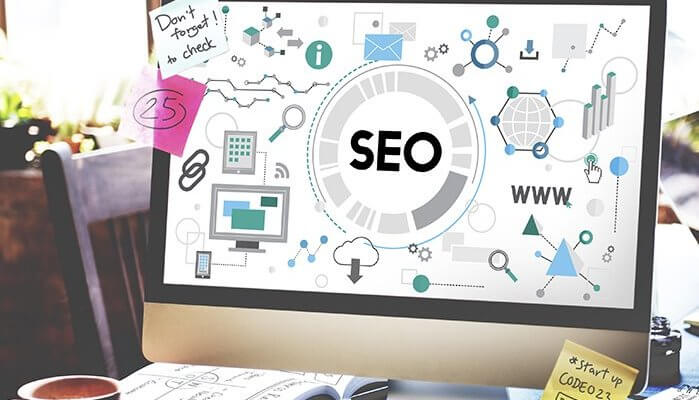 Don't
forget!
to check
25
i
SEO
WWW
*Start up
CODE023